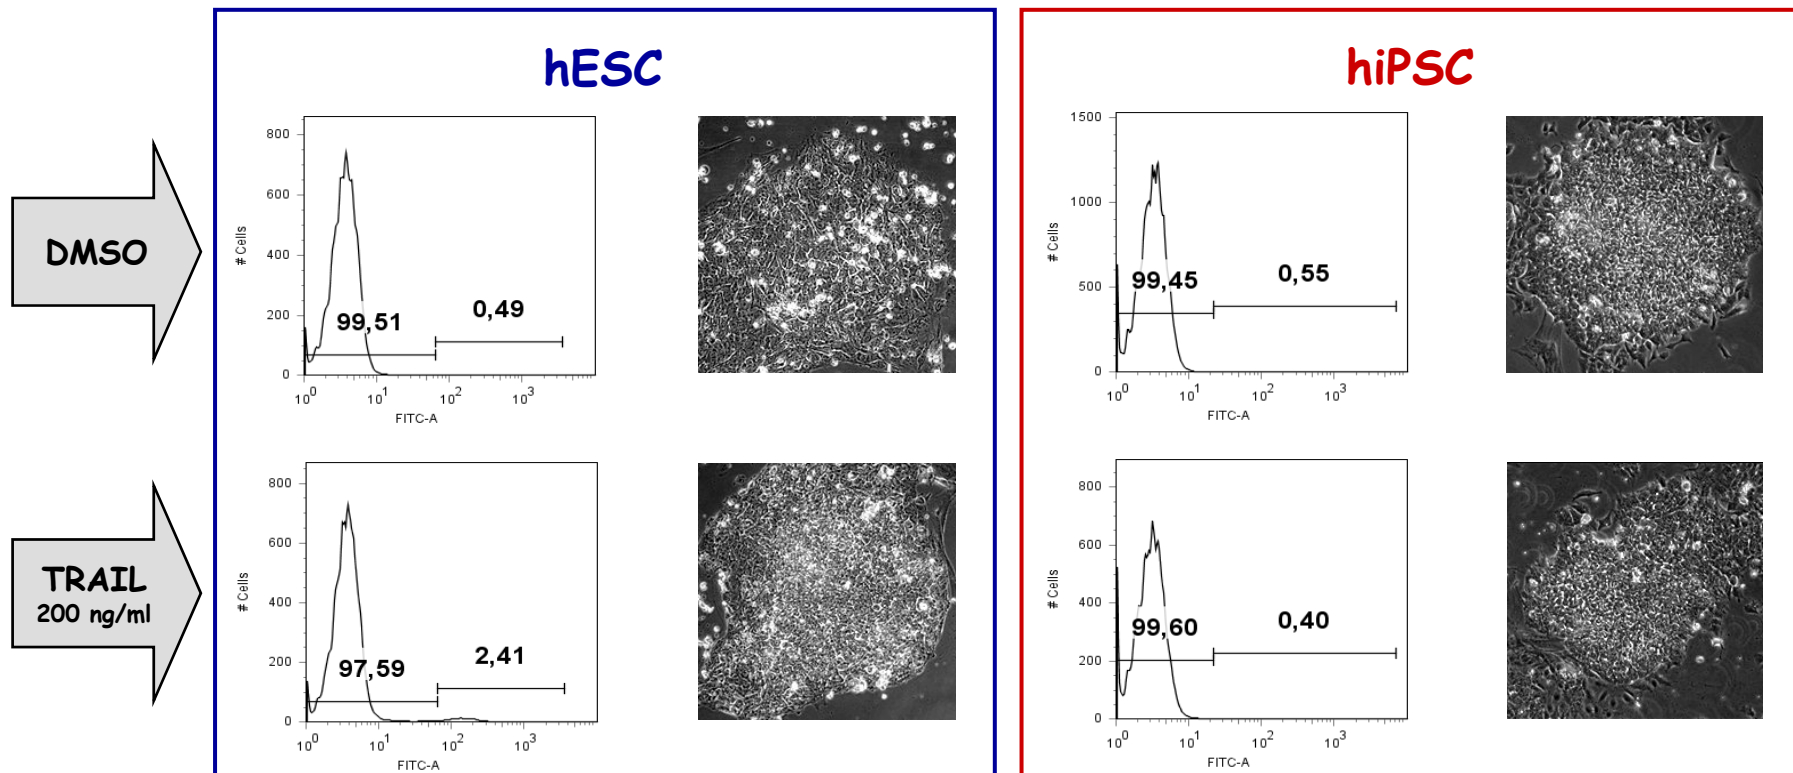 hESC
hiPSC
DMSO
800
600
400
200
0
# Cells
99,51
0,49
10^0 10^1 10^2 10^3
FITC-A
1500
1000
500
0
# Cells
99,45
0,55
10^0 10^1 10^2 10^3
FITC-A
TRAIL
200 ng/ml
800
600
400
200
0
# Cells
97,59
2,41
10^0 10^1 10^2 10^3
FITC-A
800
600
400
200
0
# Cells
99,60
0,40
10^0 10^1 10^2 10^3
FITC-A